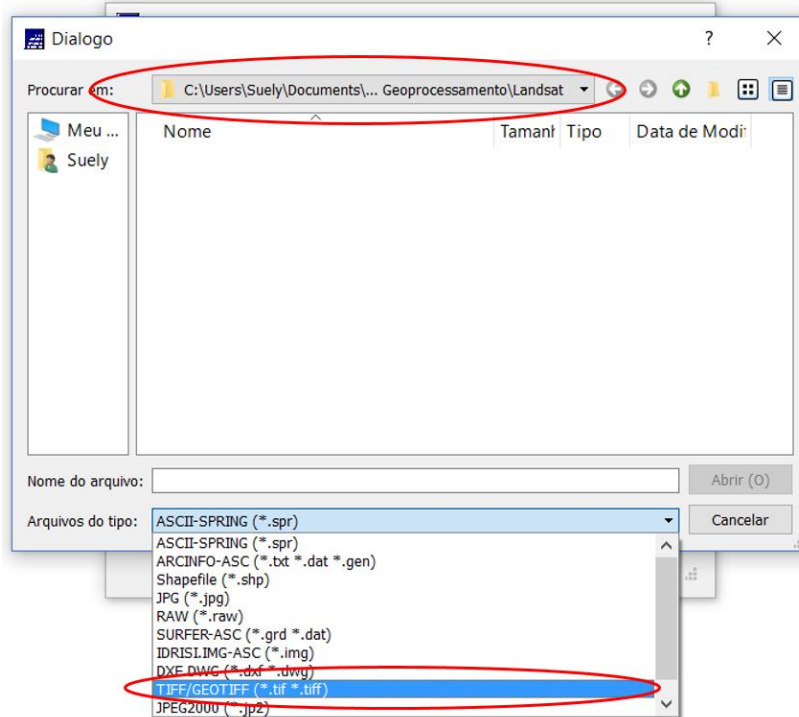 Dialogo
?
Procurar em:
C:\Users\Suely\Documents\... Geoprocessamento\Landsat
Meu ...
Suely
Nome
Tamanh
Tipo
Data de Modif
Nome do arquivo:
Abrir (O)
Arquivos do tipo:
ASCII-SPRING (*.spr)
Cancelar
ASCII-SPRING (*.spr)
ARCINFO-ASC (*.txt *.dat *.gen)
Shapefile (*.shp)
JPG (*.jpg)
RAW (*.raw)
SURFER-ASC (*.grd *.dat)
IDRISI.IMG-ASC (*.img)
DXF DWG (*.dxf *.dwg)
TIFF/GEOTIFF (*.tif *.tiff)
JPEG2000 (*.jp2)